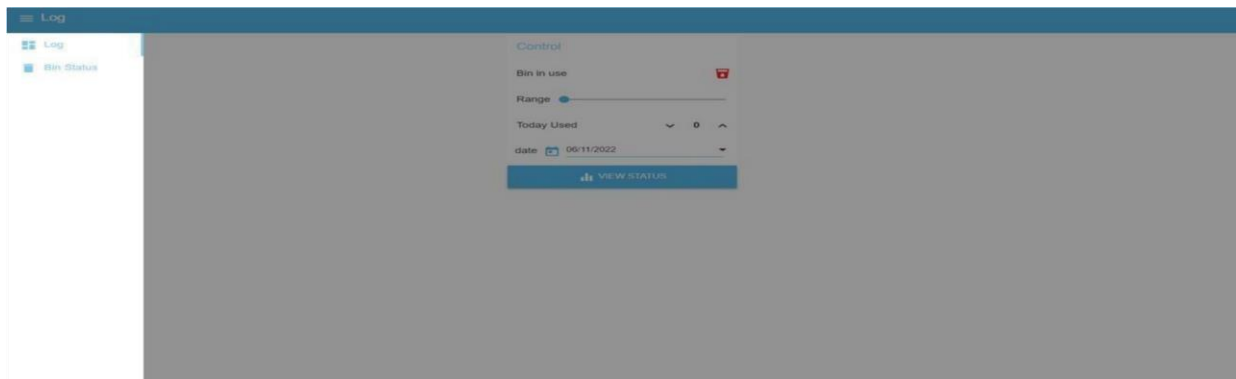 Log
Log
Bin Status
Control
Bin in use
Range
Today Used 0
date 06/11/2022
VIEW STATUS